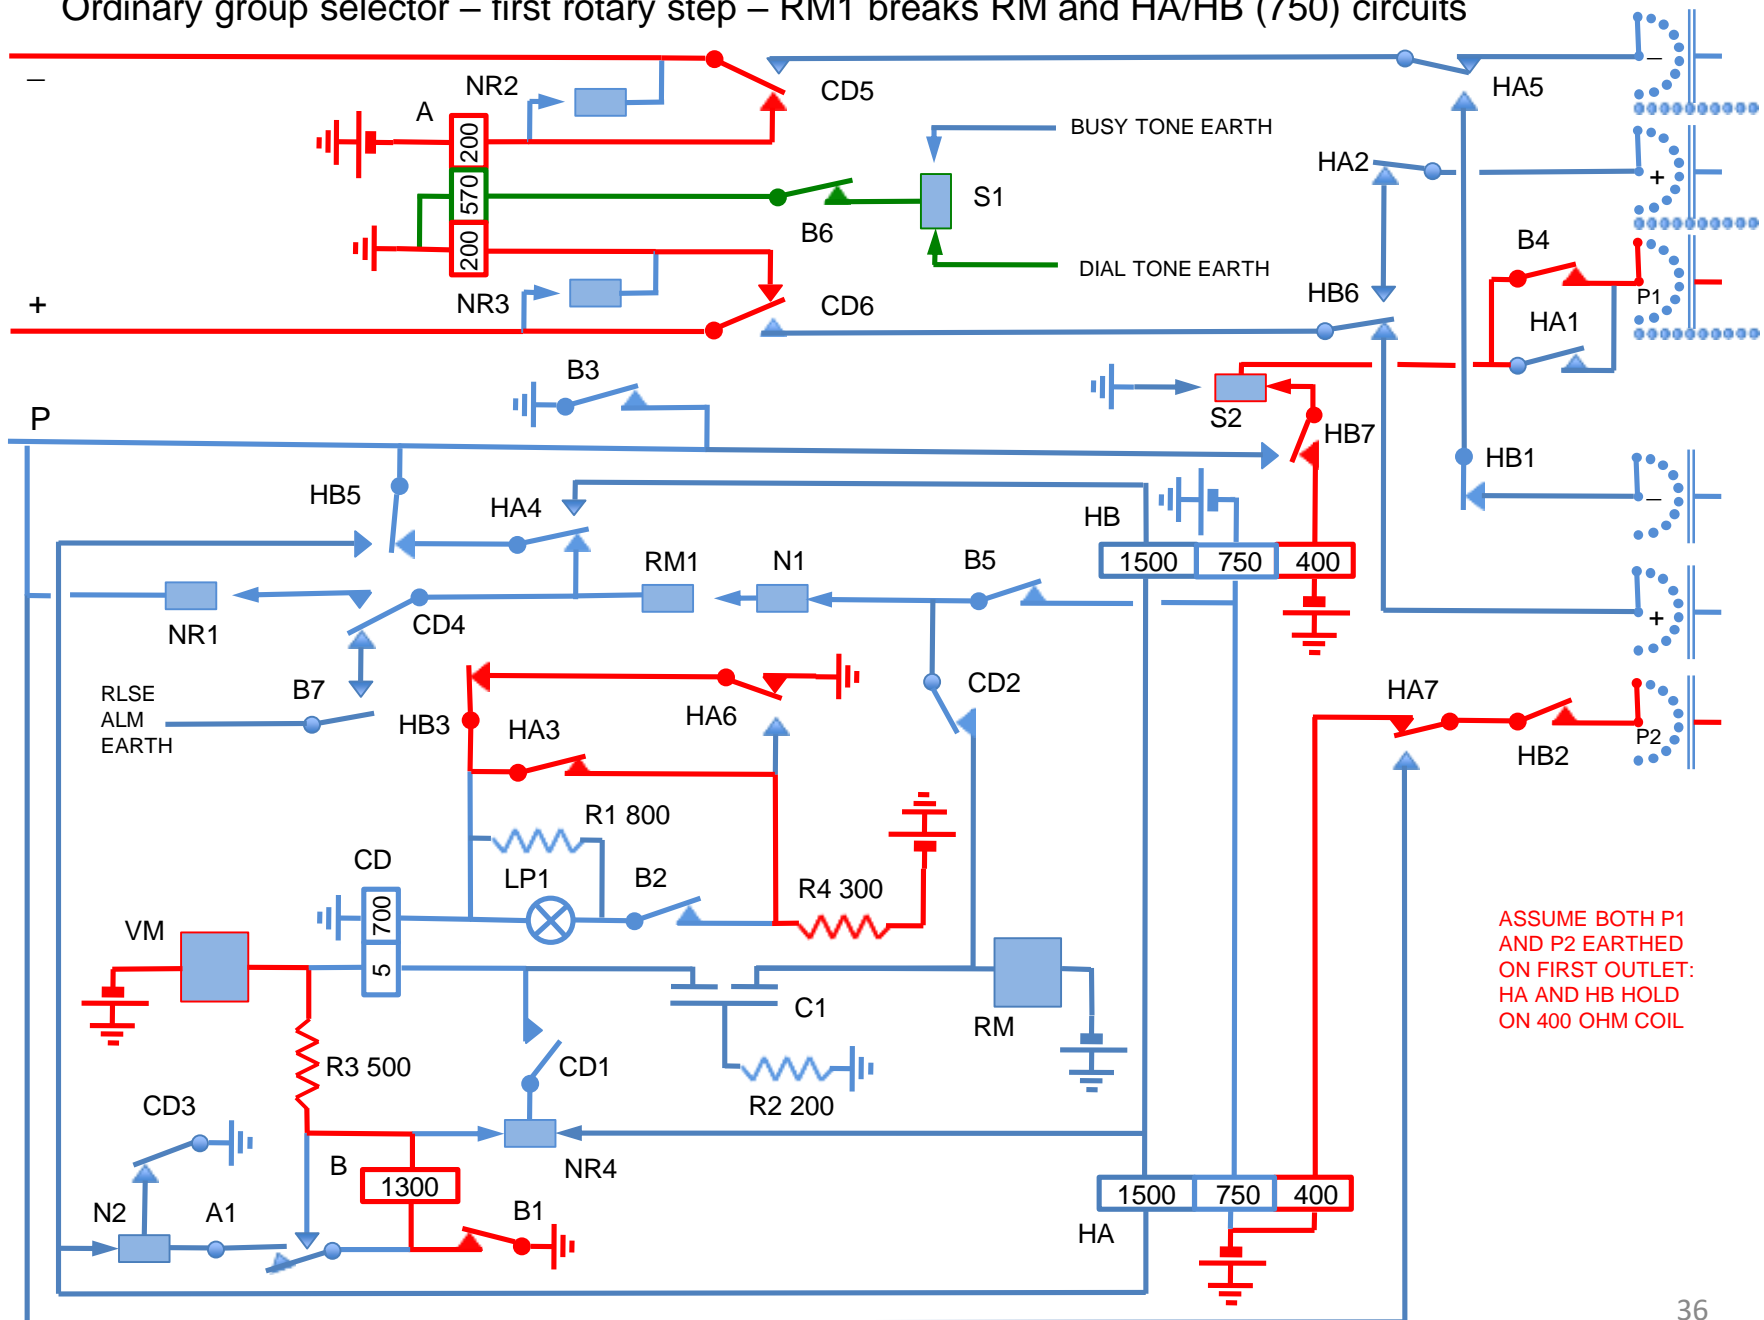 Ordinary group selector – first rotary step – RM1 breaks RM and HA/HB (750) circuits
–
NR2
CD5
HA5
–
A
200
BUSY TONE EARTH
HA2
570
S1
+
B6
B4
200
DIAL TONE EARTH
NR3
CD6
HB6
P1
+
HA1
B3
S2
P
HB7
HB5
HA4
HB
HB1
–
1500
750
400
RM1
N1
B5
NR1
CD4
+
RLSE
ALM
EARTH
B7
HB3
HA3
HA6
CD2
HA7
HB2
P2
R1 800
CD
LP1
B2
R4 300
700
VM
5
C1
RM
ASSUME BOTH P1
AND P2 EARTHED
ON FIRST OUTLET:
HA AND HB HOLD
ON 400 OHM COIL
R3 500
CD1
CD3
R2 200
B
NR4
1300
1500
750
400
N2
A1
B1
HA
36